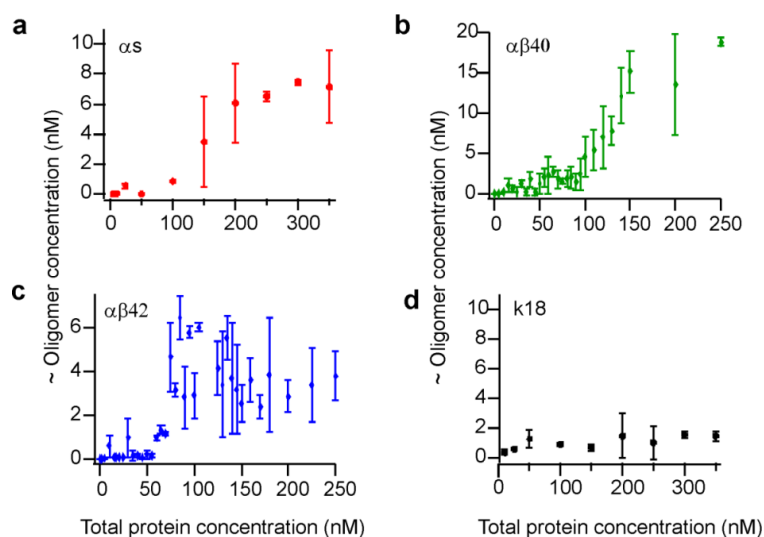 a
αs
10
8
6
4
2
0
0 100 200 300
b
αβ40
20
15
10
5
0
0 50 100 150 200 250
~ Oligomer concentration (nM)
~ Oligomer concentration (nM)
c
αβ42
6
4
2
0
0 50 100 150 200 250
Total protein concentration (nM)
d
k18
10
8
6
4
2
0
0 100 200 300
Total protein concentration (nM)